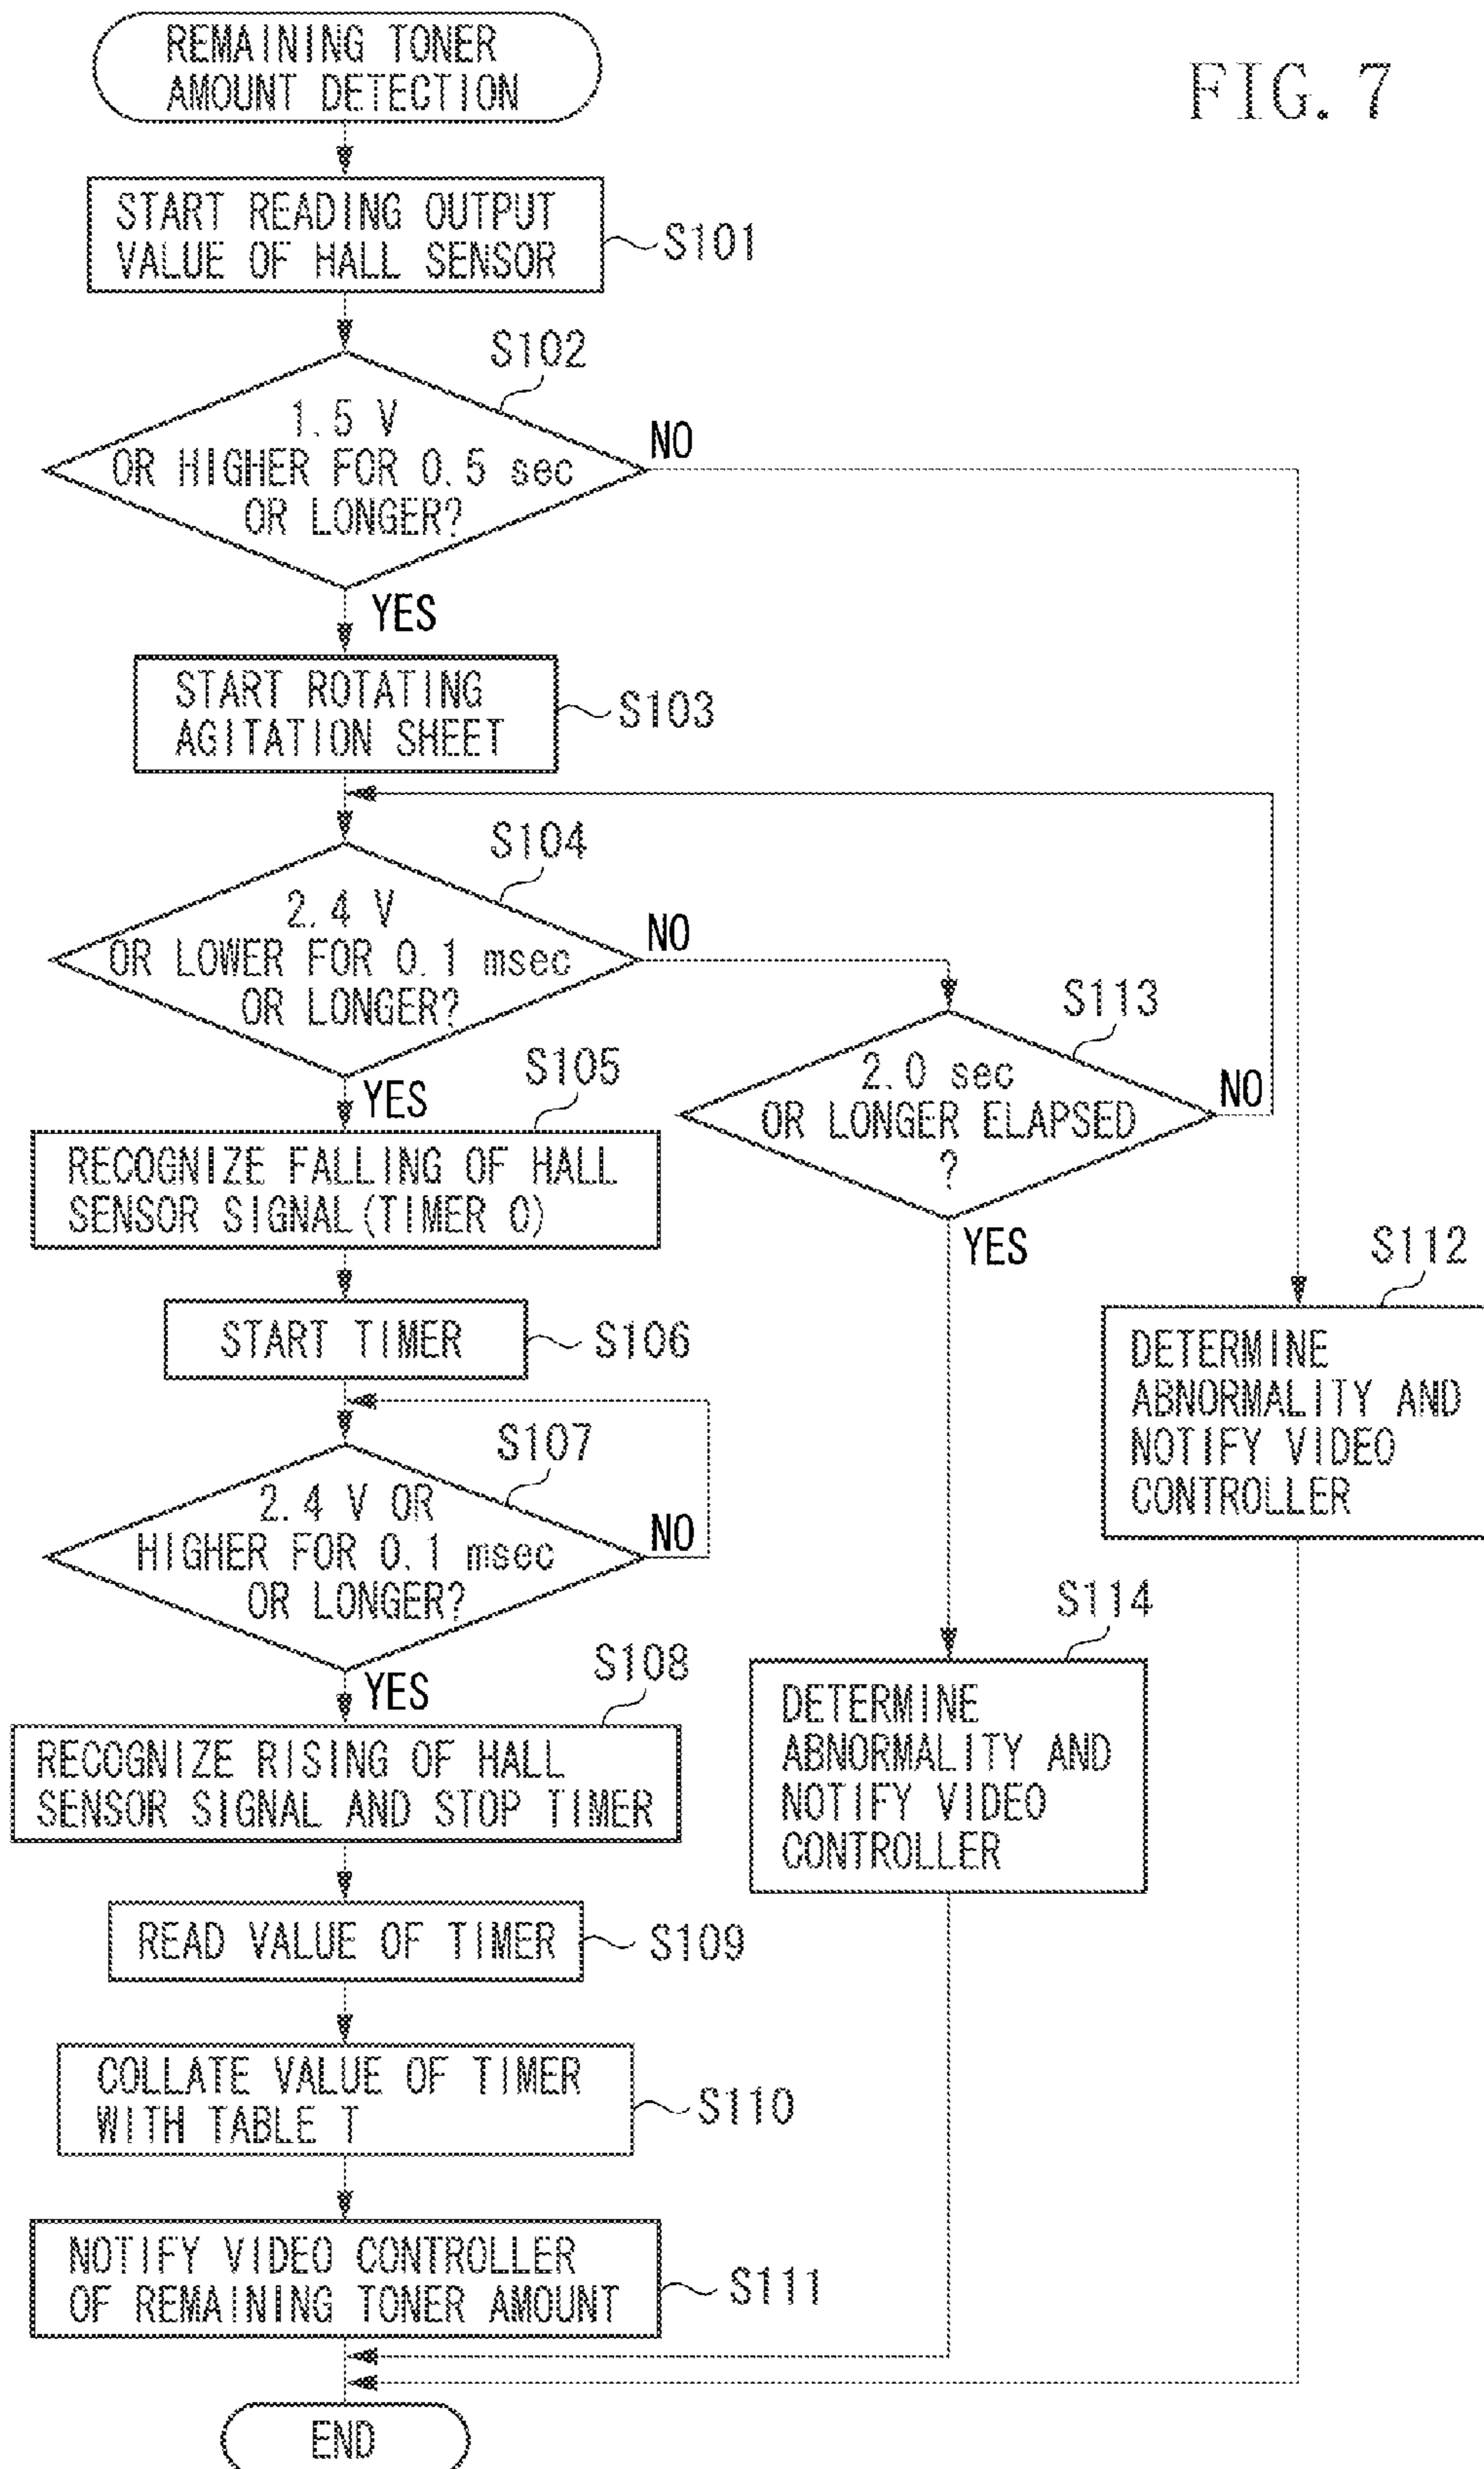 REMAINING TONER
AMOUNT DETECTION
FIG. 7
START READING OUTPUT
VALUE OF HALL SENSOR
S101
S102
1.5 V
OR HIGHER FOR 0.5 sec
OR LONGER?
NO
YES
START ROTATING
AGITATION SHEET
S103
S104
2.4 V
OR LOWER FOR 0.1 msec
OR LONGER?
NO
YES
S113
2.0 sec
OR LONGER ELAPSED
?
NO
YES
S105
RECOGNIZE FALLING OF HALL
SENSOR SIGNAL(TIMER 0)
START TIMER
S106
S107
2.4 V OR
HIGHER FOR 0.1 msec
OR LONGER?
NO
YES
S112
DETERMINE
ABNORMALITY AND
NOTIFY VIDEO
CONTROLLER
S114
DETERMINE
ABNORMALITY AND
NOTIFY VIDEO
CONTROLLER
S108
RECOGNIZE RISING OF HALL
SENSOR SIGNAL AND STOP TIMER
READ VALUE OF TIMER
S109
COLLATE VALUE OF TIMER
WITH TABLE T
S110
NOTIFY VIDEO CONTROLLER
OF REMAINING TONER AMOUNT
S111
END